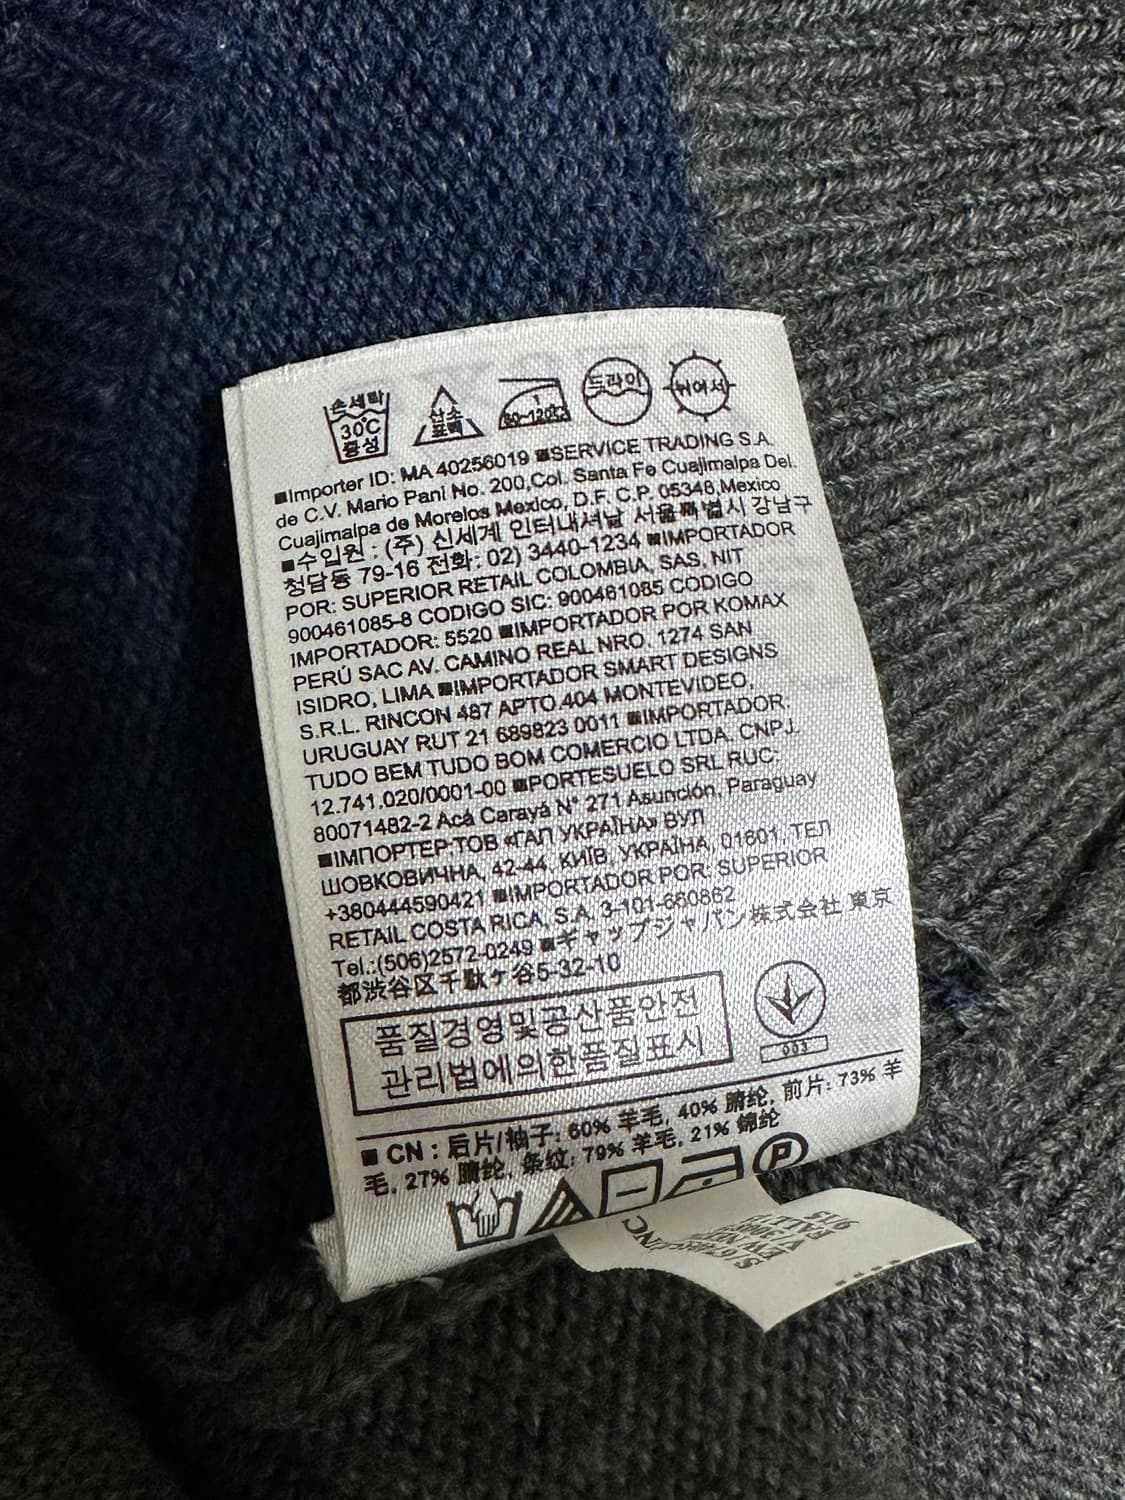 손세탁
30℃
중성
산소
표백
1
80~120℃
드라이
뉘어서
■Importer ID: MA 40256019 ■SERVICE TRADING S.A.
de C.V. Mario Pani No. 200,Col. Santa Fe Cuajimalpa Del.
Cuajimalpa de Morelos Mexico, D.F. C.P. 05348,Mexico
■수입원 : (주) 신세계 인터내셔날 서울특별시 강남구
청담동 79-16 전화: 02) 3440-1234 ■IMPORTADOR
POR: SUPERIOR RETAIL COLOMBIA, SAS, NIT
900461085-8 CODIGO SIC: 900461085 CODIGO
IMPORTADOR: 5520 ■IMPORTADOR POR KOMAX
PERÚ SAC AV. CAMINO REAL NRO. 1274 SAN
ISIDRO, LIMA ■IMPORTADOR SMART DESIGNS
S.R.L. RINCON 487 APTO 404 MONTEVIDEO,
URUGUAY RUT 21 689823 0011 ■IMPORTADOR.
TUDO BEM TUDO BOM COMERCIO LTDA, CNPJ.
12.741.020/0001-00 ■PORTESUELO SRL RUC:
80071482-2 Acá Carayá N° 271 Asunción, Paraguay
■ІМПОРТЕР·ТОВ «ГАП УКРАЇНА» ВУЛ
ШОВКОВИЧНА, 42-44, КИЇВ, УКРАЇНА, 01601, ТЕЛ
+380444590421 ■IMPORTADOR POR: SUPERIOR
RETAIL COSTA RICA, S.A. 3-101-660862
Tel.:(506)2572-0249 ■ギャップジャパン株式会社 東京
都渋谷区千駄ヶ谷5-32-10
품질경영및공산품안전
관리법에의한품질표시
003
■ CN : 后片/袖子: 60% 羊毛, 40% 腈纶, 前片: 73% 羊
毛, 27% 腈纶, 条纹: 79% 羊毛, 21% 锦纶
P
INC
FALL
9/15